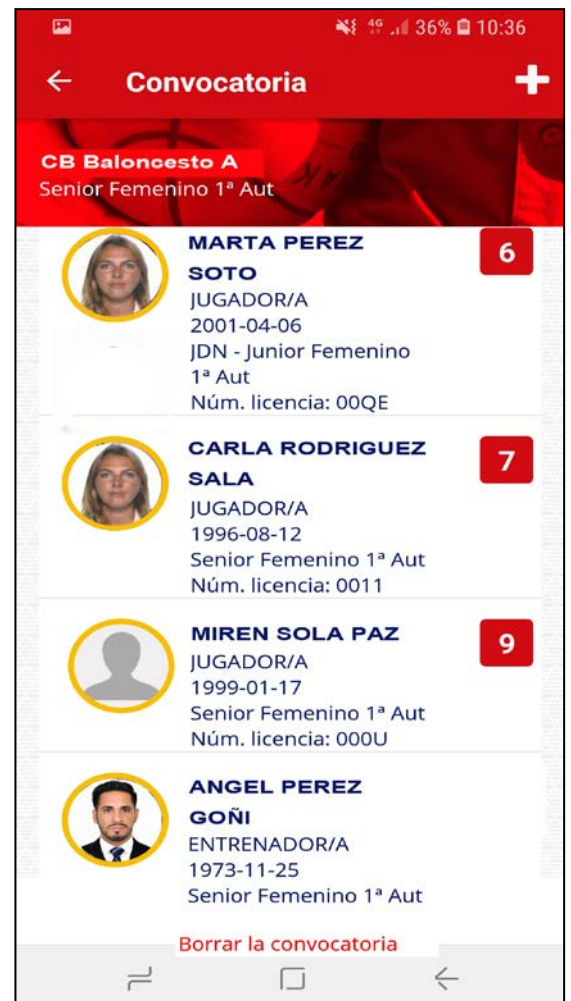 4G 36% 10:36
Convocatoria
CB Baloncesto A
Senior Femenino 1ª Aut
MARTA PEREZ
SOTO
6
JUGADOR/A
2001-04-06
JDN - Junior Femenino
1ª Aut
Núm. licencia: 00QE
CARLA RODRIGUEZ
SALA
7
JUGADOR/A
1996-08-12
Senior Femenino 1ª Aut
Núm. licencia: 0011
MIREN SOLA PAZ
9
JUGADOR/A
1999-01-17
Senior Femenino 1ª Aut
Núm. licencia: 000U
ANGEL PEREZ
GOÑI
ENTRENADOR/A
1973-11-25
Senior Femenino 1ª Aut
Borrar la convocatoria